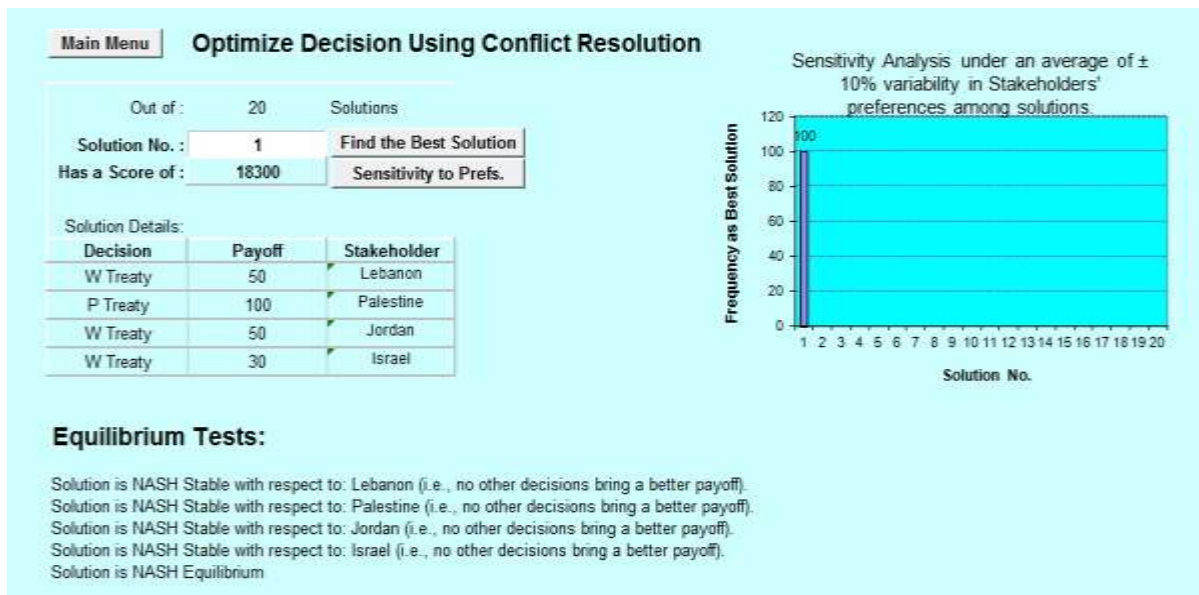 Main Menu
Optimize Decision Using Conflict Resolution
Out of : 20 Solutions
Solution No. : 1 Find the Best Solution
Has a Score of : 18300 Sensitivity to Prefs.
Solution Details:
Decision Payoff Stakeholder
W Treaty 50 Lebanon
P Treaty 100 Palestine
W Treaty 50 Jordan
W Treaty 30 Israel
Sensitivity Analysis under an average of ±
10% variability in Stakeholders'
preferences among solutions.
Frequency as Best Solution
120
100
80
60
40
20
0
100
1 2 3 4 5 6 7 8 9 10 11 12 13 14 15 16 17 18 19 20
Solution No.
Equilibrium Tests:
Solution is NASH Stable with respect to: Lebanon (i.e., no other decisions bring a better payoff).
Solution is NASH Stable with respect to: Palestine (i.e., no other decisions bring a better payoff).
Solution is NASH Stable with respect to: Jordan (i.e., no other decisions bring a better payoff).
Solution is NASH Stable with respect to: Israel (i.e., no other decisions bring a better payoff).
Solution is NASH Equilibrium